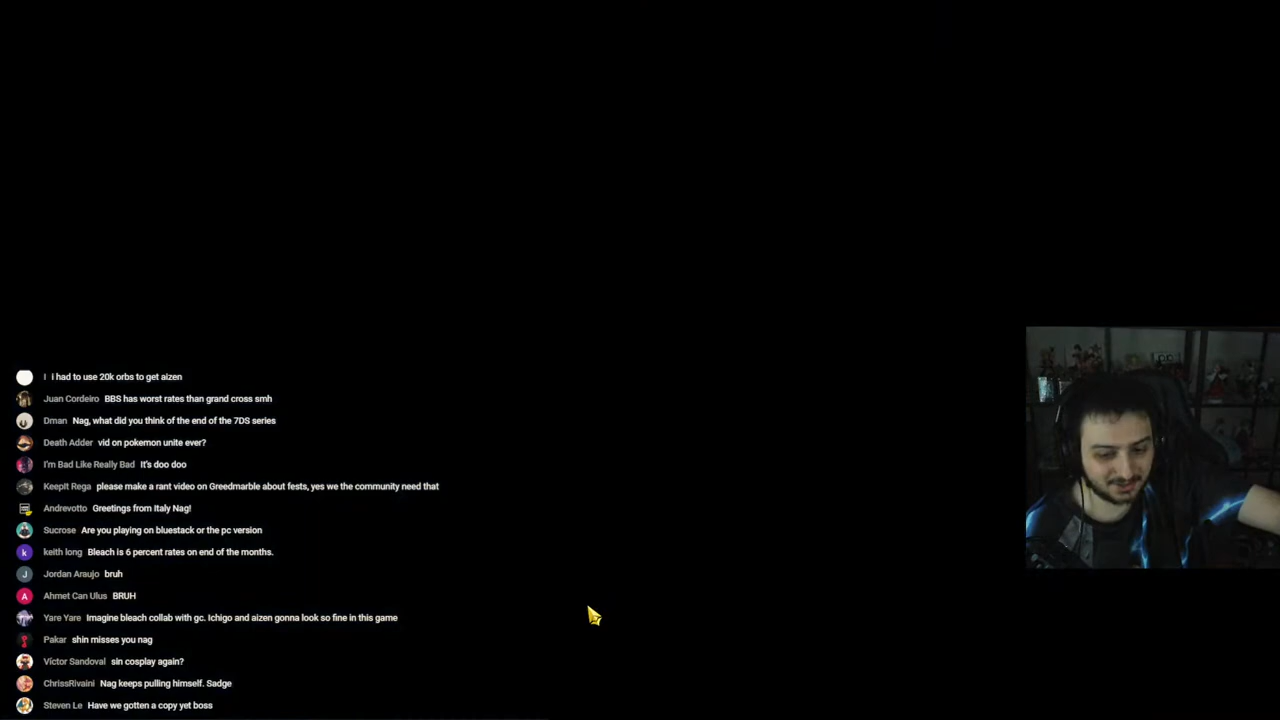 I i had to use 20k orbs to get aizen
Juan Cordeiro BBS has worst rates than grand cross smh
Dman Nag, what did you think of the end of the 7DS series
Death Adder vid on pokemon unite ever?
I'm Bad Like Really Bad It's doo doo
KeepIt Rega please make a rant video on Greedmarble about fests, yes we the community need that
Andrevotto Greetings from Italy Nag!
Sucrose Are you playing on bluestack or the pc version
k keith long Bleach is 6 percent rates on end of the months.
J Jordan Araujo bruh
A Ahmet Can Ulus BRUH
Yare Yare Imagine bleach collab with gc. Ichigo and aizen gonna look so fine in this game
Pakar shin misses you nag
Víctor Sandoval sin cosplay again?
ChrissRivaini Nag keeps pulling himself. Sadge
Steven Le Have we gotten a copy yet boss